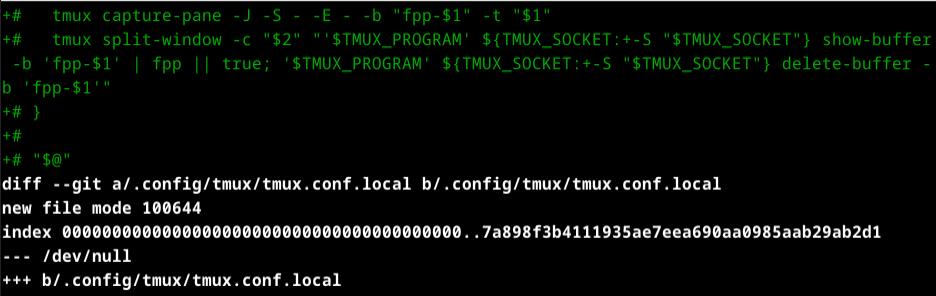 +#   tmux capture-pane -J -S - -E - -b "fpp-$1" -t "$1"
+#   tmux split-window -c "$2" "'$TMUX_PROGRAM' ${TMUX_SOCKET:+-S "$TMUX_SOCKET"} show-buffer
 -b 'fpp-$1' | fpp || true; '$TMUX_PROGRAM' ${TMUX_SOCKET:+-S "$TMUX_SOCKET"} delete-buffer -
b 'fpp-$1'"
+# }
+#
+# "$@"
diff --git a/.config/tmux/tmux.conf.local b/.config/tmux/tmux.conf.local
new file mode 100644
index 0000000000000000000000000000000000000000..7a898f3b4111935ae7eea690aa0985aab29ab2d1
--- /dev/null
+++ b/.config/tmux/tmux.conf.local